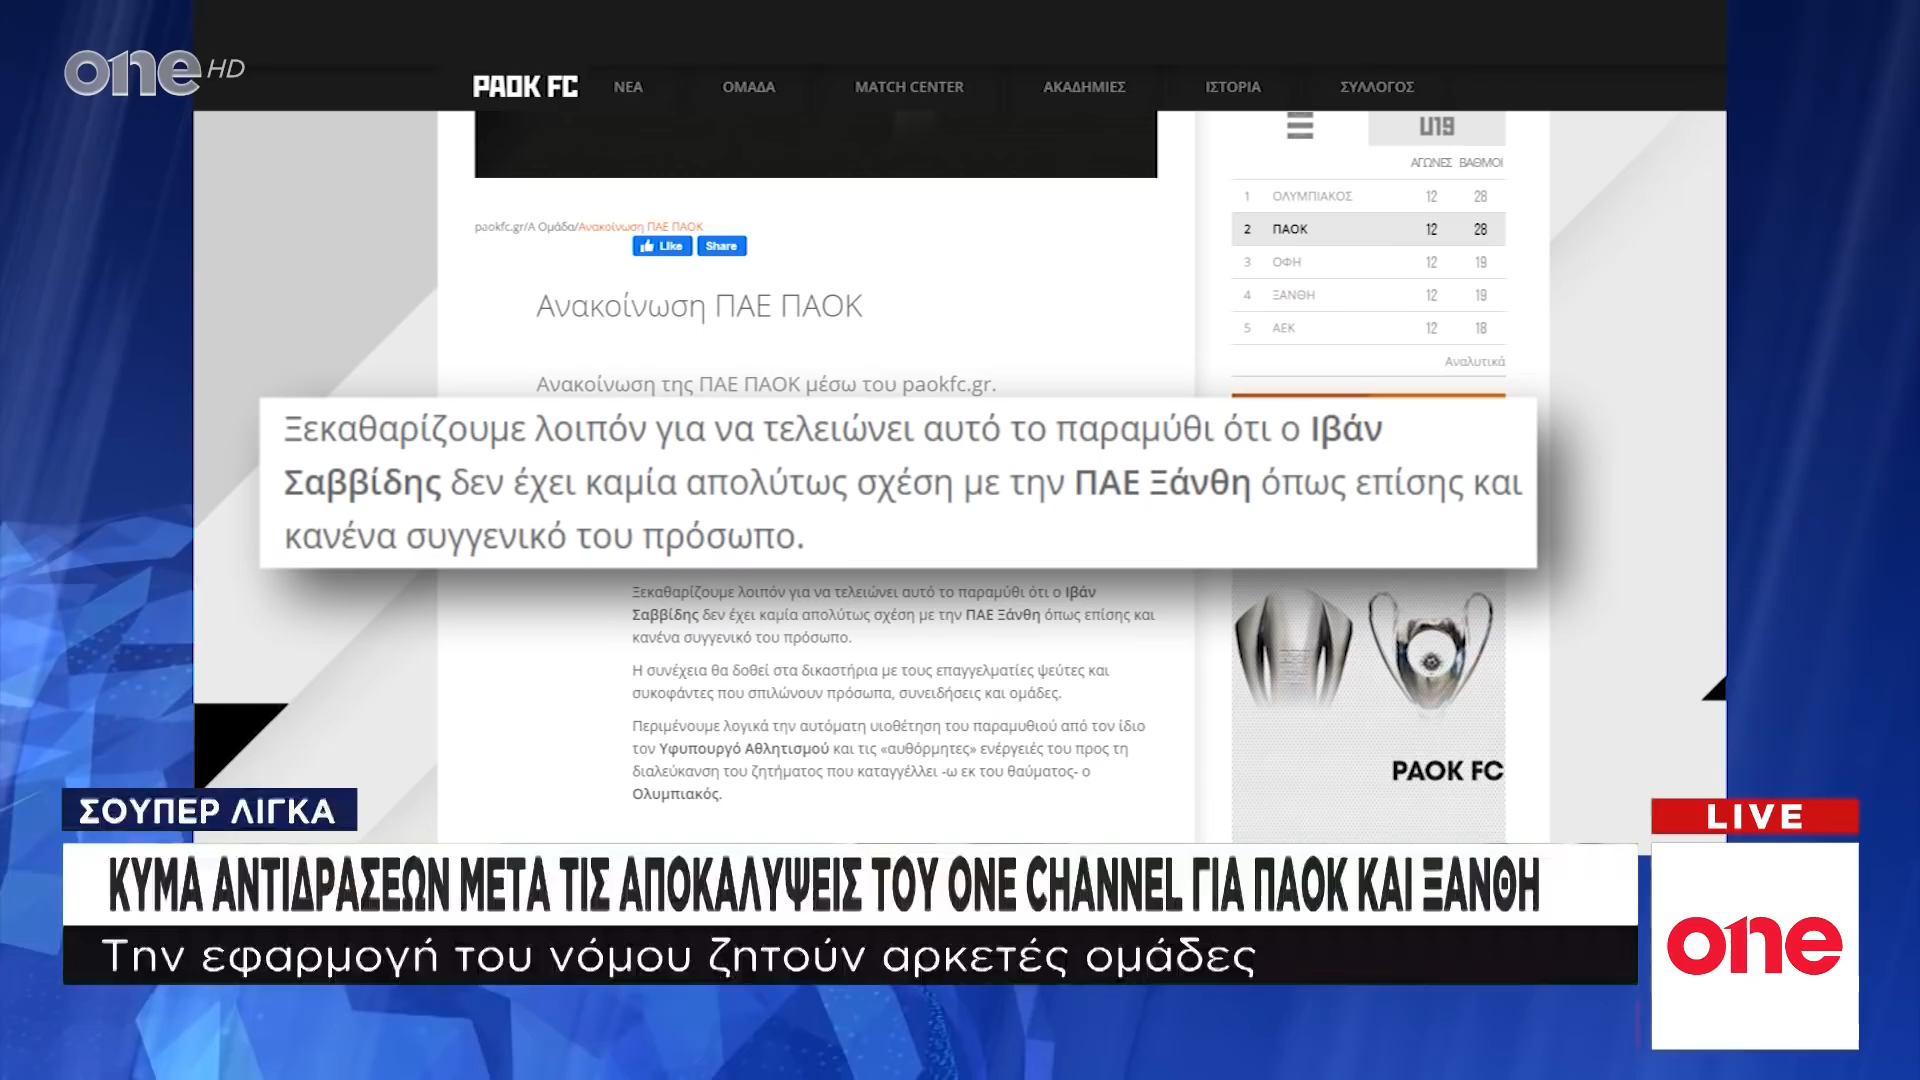 one HD
PAOK FC ΝΕΑ ΟΜΑΔΑ MATCH CENTER ΑΚΑΔΗΜΙΕΣ ΙΣΤΟΡΙΑ ΣΥΛΛΟΓΟΣ
U19
ΑΓΩΝΕΣ ΒΑΘΜΟΙ
1 ΟΛΥΜΠΙΑΚΟΣ 12 28
2 ΠΑΟΚ 12 28
3 ΟΦΗ 12 19
4 ΞΑΝΘΗ 12 19
5 ΑΕΚ 12 18
Αναλυτικά
paokfc.gr/Α Ομάδα/Ανακοίνωση ΠΑΕ ΠΑΟΚ
Like Share
Ανακοίνωση ΠΑΕ ΠΑΟΚ
Ανακοίνωση της ΠΑΕ ΠΑΟΚ μέσω του paokfc.gr.
Ξεκαθαρίζουμε λοιπόν για να τελειώνει αυτό το παραμύθι ότι ο Ιβάν
Σαββίδης δεν έχει καμία απολύτως σχέση με την ΠΑΕ Ξάνθη όπως επίσης και
κανένα συγγενικό του πρόσωπο.
Ξεκαθαρίζουμε λοιπόν για να τελειώνει αυτό το παραμύθι ότι ο Ιβάν
Σαββίδης δεν έχει καμία απολύτως σχέση με την ΠΑΕ Ξάνθη όπως επίσης και
κανένα συγγενικό του πρόσωπο.
Η συνέχεια θα δοθεί στα δικαστήρια με τους επαγγελματίες ψεύτες και
συκοφάντες που σπιλώνουν πρόσωπα, συνειδήσεις και ομάδες.
Περιμένουμε λογικά την αυτόματη υιοθέτηση του παραμυθιού από τον ίδιο
τον Υφυπουργό Αθλητισμού και τις «αυθόρμητες» ενέργειές του προς τη
διαλεύκανση του ζητήματος που καταγγέλλει -ω εκ του θαύματος- ο
Ολυμπιακός.
PAOK FC
ΣΟΥΠΕΡ ΛΙΓΚΑ
LIVE
ΚΥΜΑ ΑΝΤΙΔΡΑΣΕΩΝ ΜΕΤΑ ΤΙΣ ΑΠΟΚΑΛΥΨΕΙΣ ΤΟΥ ONE CHANNEL ΓΙΑ ΠΑΟΚ ΚΑΙ ΞΑΝΘΗ
Την εφαρμογή του νόμου ζητούν αρκετές ομάδες
one